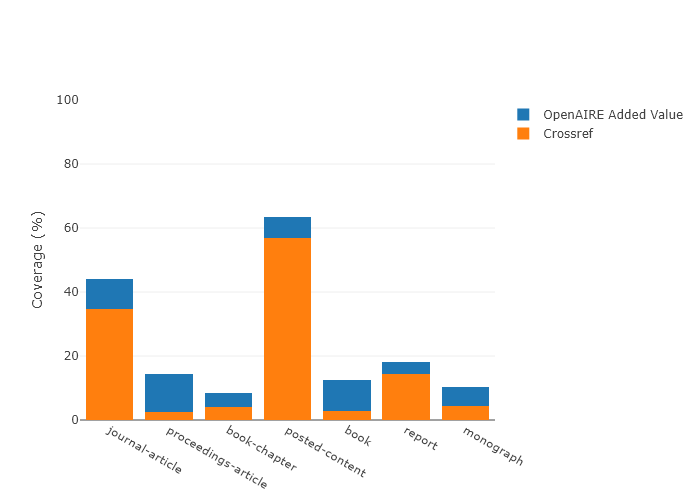 100
80
60
40
20
0
Coverage (%)
journal-article
proceedings-article
book-chapter
posted-content
book
report
monograph
OpenAIRE Added Value
Crossref